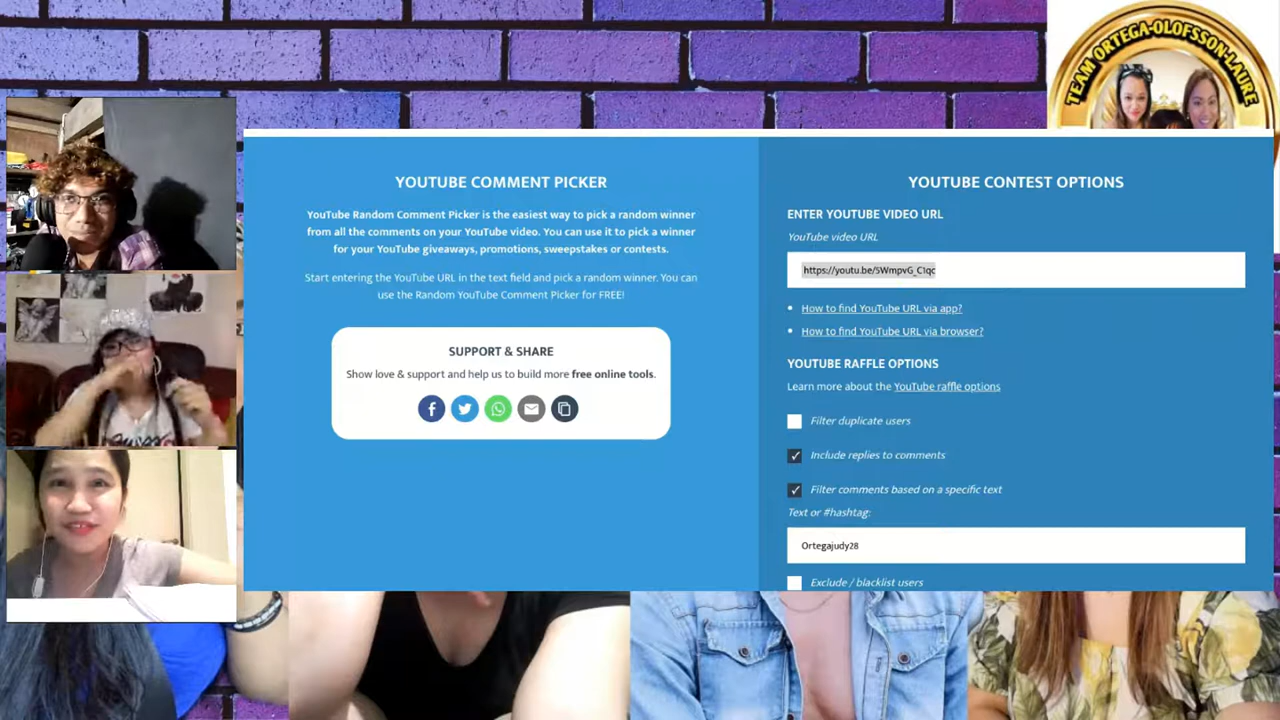 TEAM ORTEGA-OLOFSSON-LAURE
YOUTUBE COMMENT PICKER
YouTube Random Comment Picker is the easiest way to pick a random winner
from all the comments on your YouTube video. You can use it to pick a winner
for your YouTube giveaways, promotions, sweepstakes or contests.
Start entering the YouTube URL in the text field and pick a random winner. You can
use the Random YouTube Comment Picker for FREE!
SUPPORT & SHARE
Show love & support and help us to build more free online tools.
YOUTUBE CONTEST OPTIONS
ENTER YOUTUBE VIDEO URL
YouTube video URL
https://youtu.be/5WmpvG_C1qc
How to find YouTube URL via app?
How to find YouTube URL via browser?
YOUTUBE RAFFLE OPTIONS
Learn more about the YouTube raffle options
Filter duplicate users
Include replies to comments
Filter comments based on a specific text
Text or #hashtag:
Ortegajudy28
Exclude / blacklist users